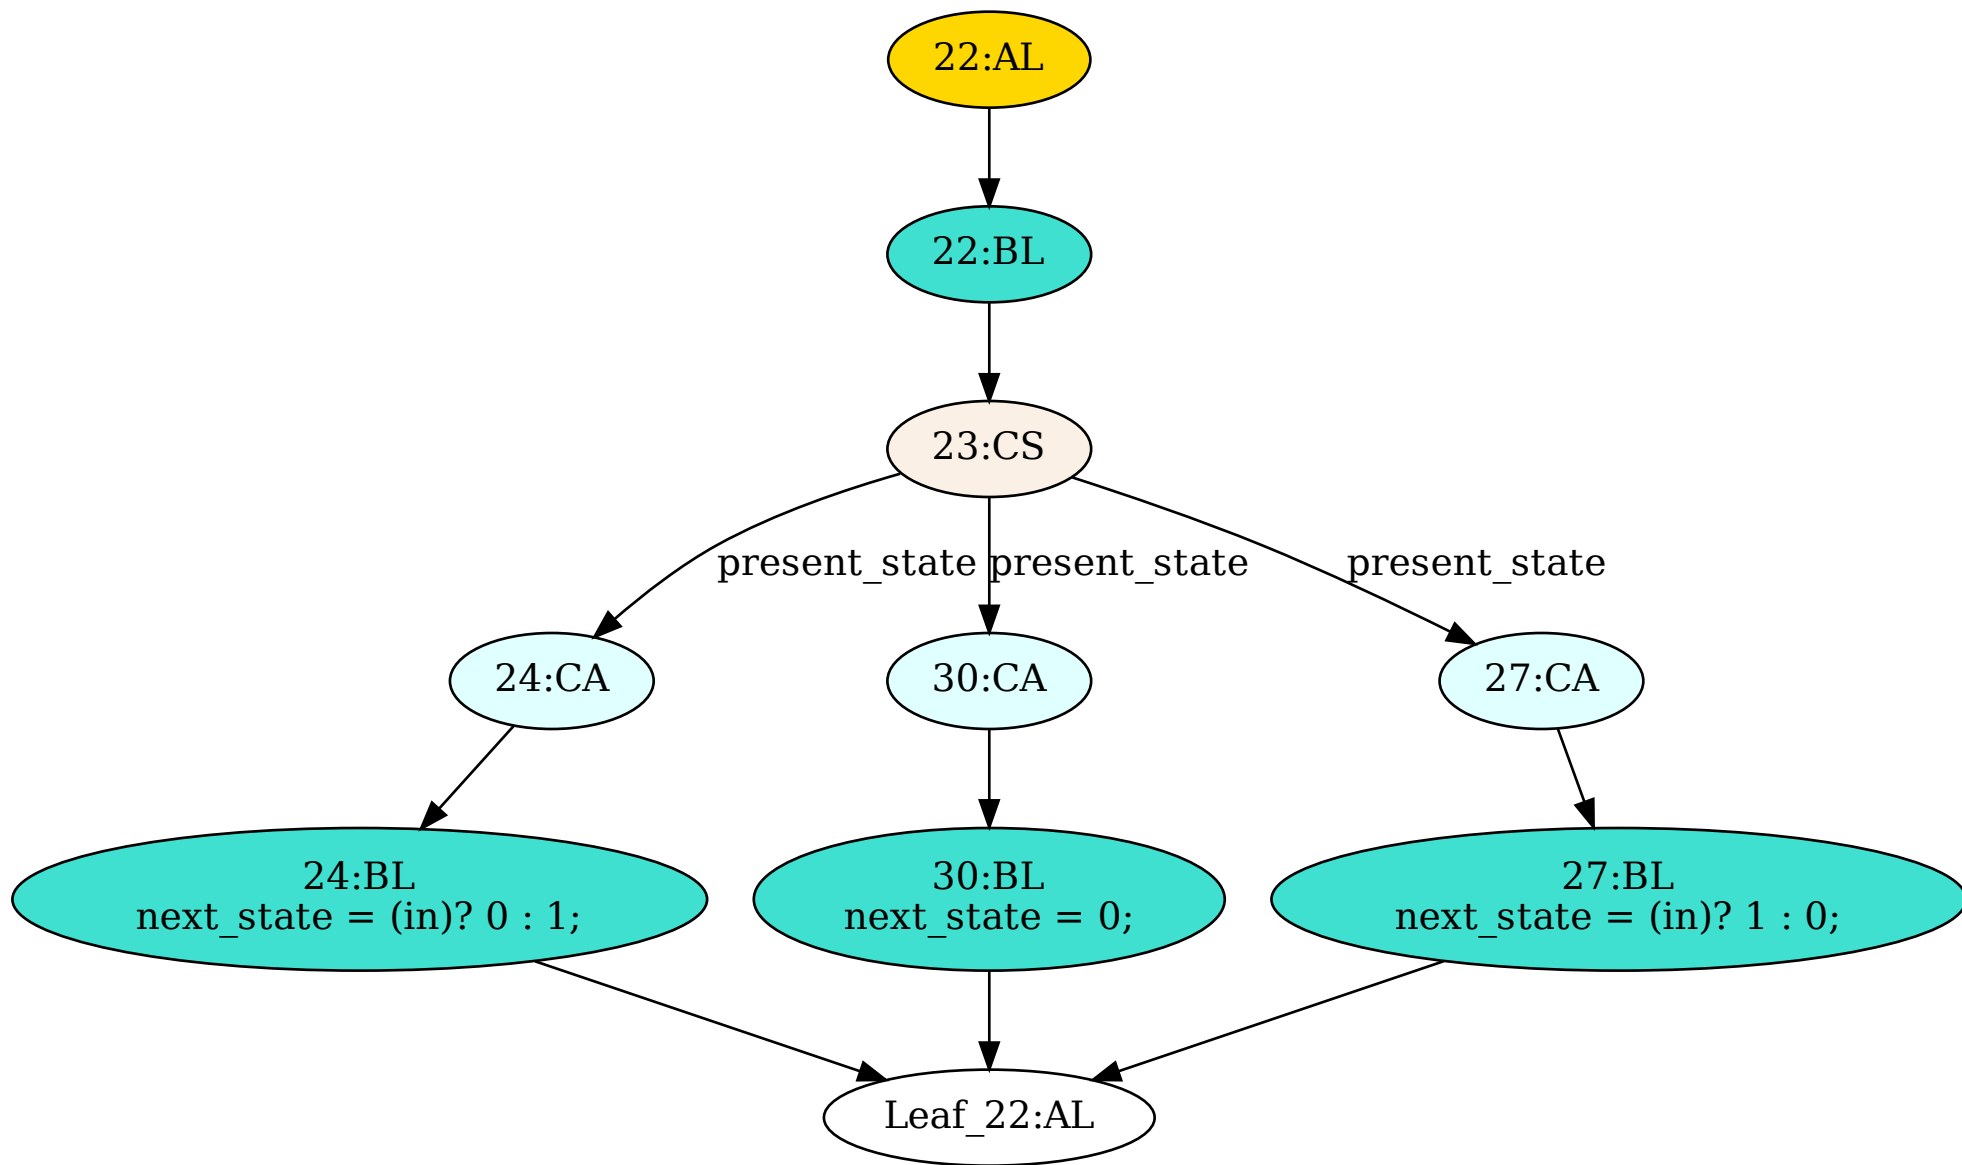 22:AL
22:BL
23:CS
present_state
present_state
present_state
24:CA
30:CA
27:CA
24:BL
next_state = (in)? 0 : 1;
30:BL
next_state = 0;
27:BL
next_state = (in)? 1 : 0;
Leaf_22:AL